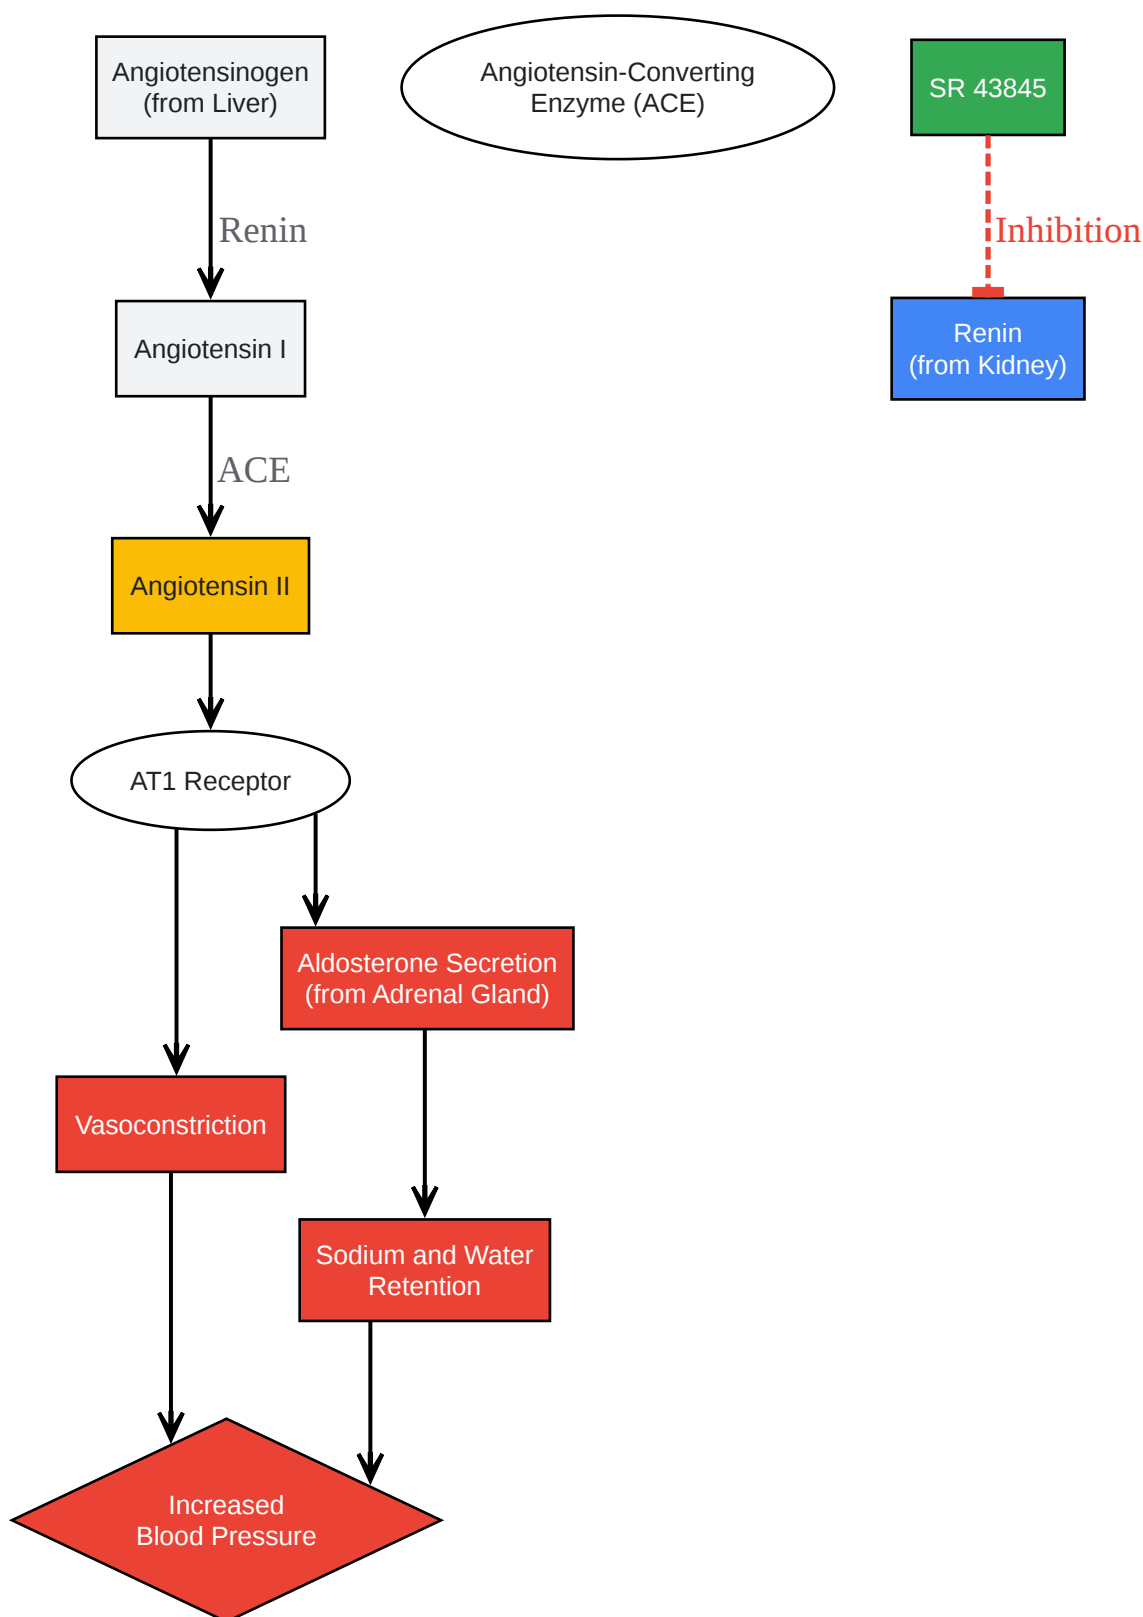 Angiotensinogen
(from Liver)
Angiotensin-Converting
Enzyme (ACE)
SR 43845
Renin
Inhibition
Angiotensin I
Renin
(from Kidney)
ACE
Angiotensin II
AT1 Receptor
Aldosterone Secretion
(from Adrenal Gland)
Vasoconstriction
Sodium and Water
Retention
Increased
Blood Pressure